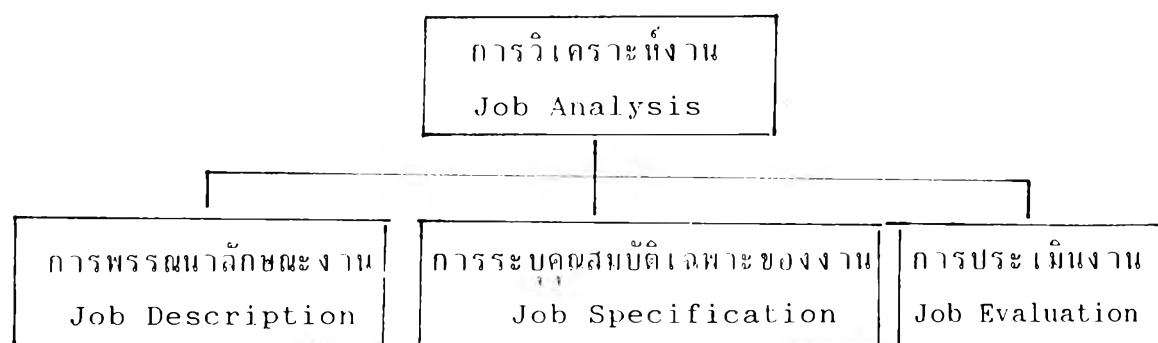 การวิเคราะห์งาน
Job Analysis
การพรรณนาลักษณะงาน
Job Description
การระบุคุณสมบัติเฉพาะของงาน
Job Specification
การประเมินงาน
Job Evaluation